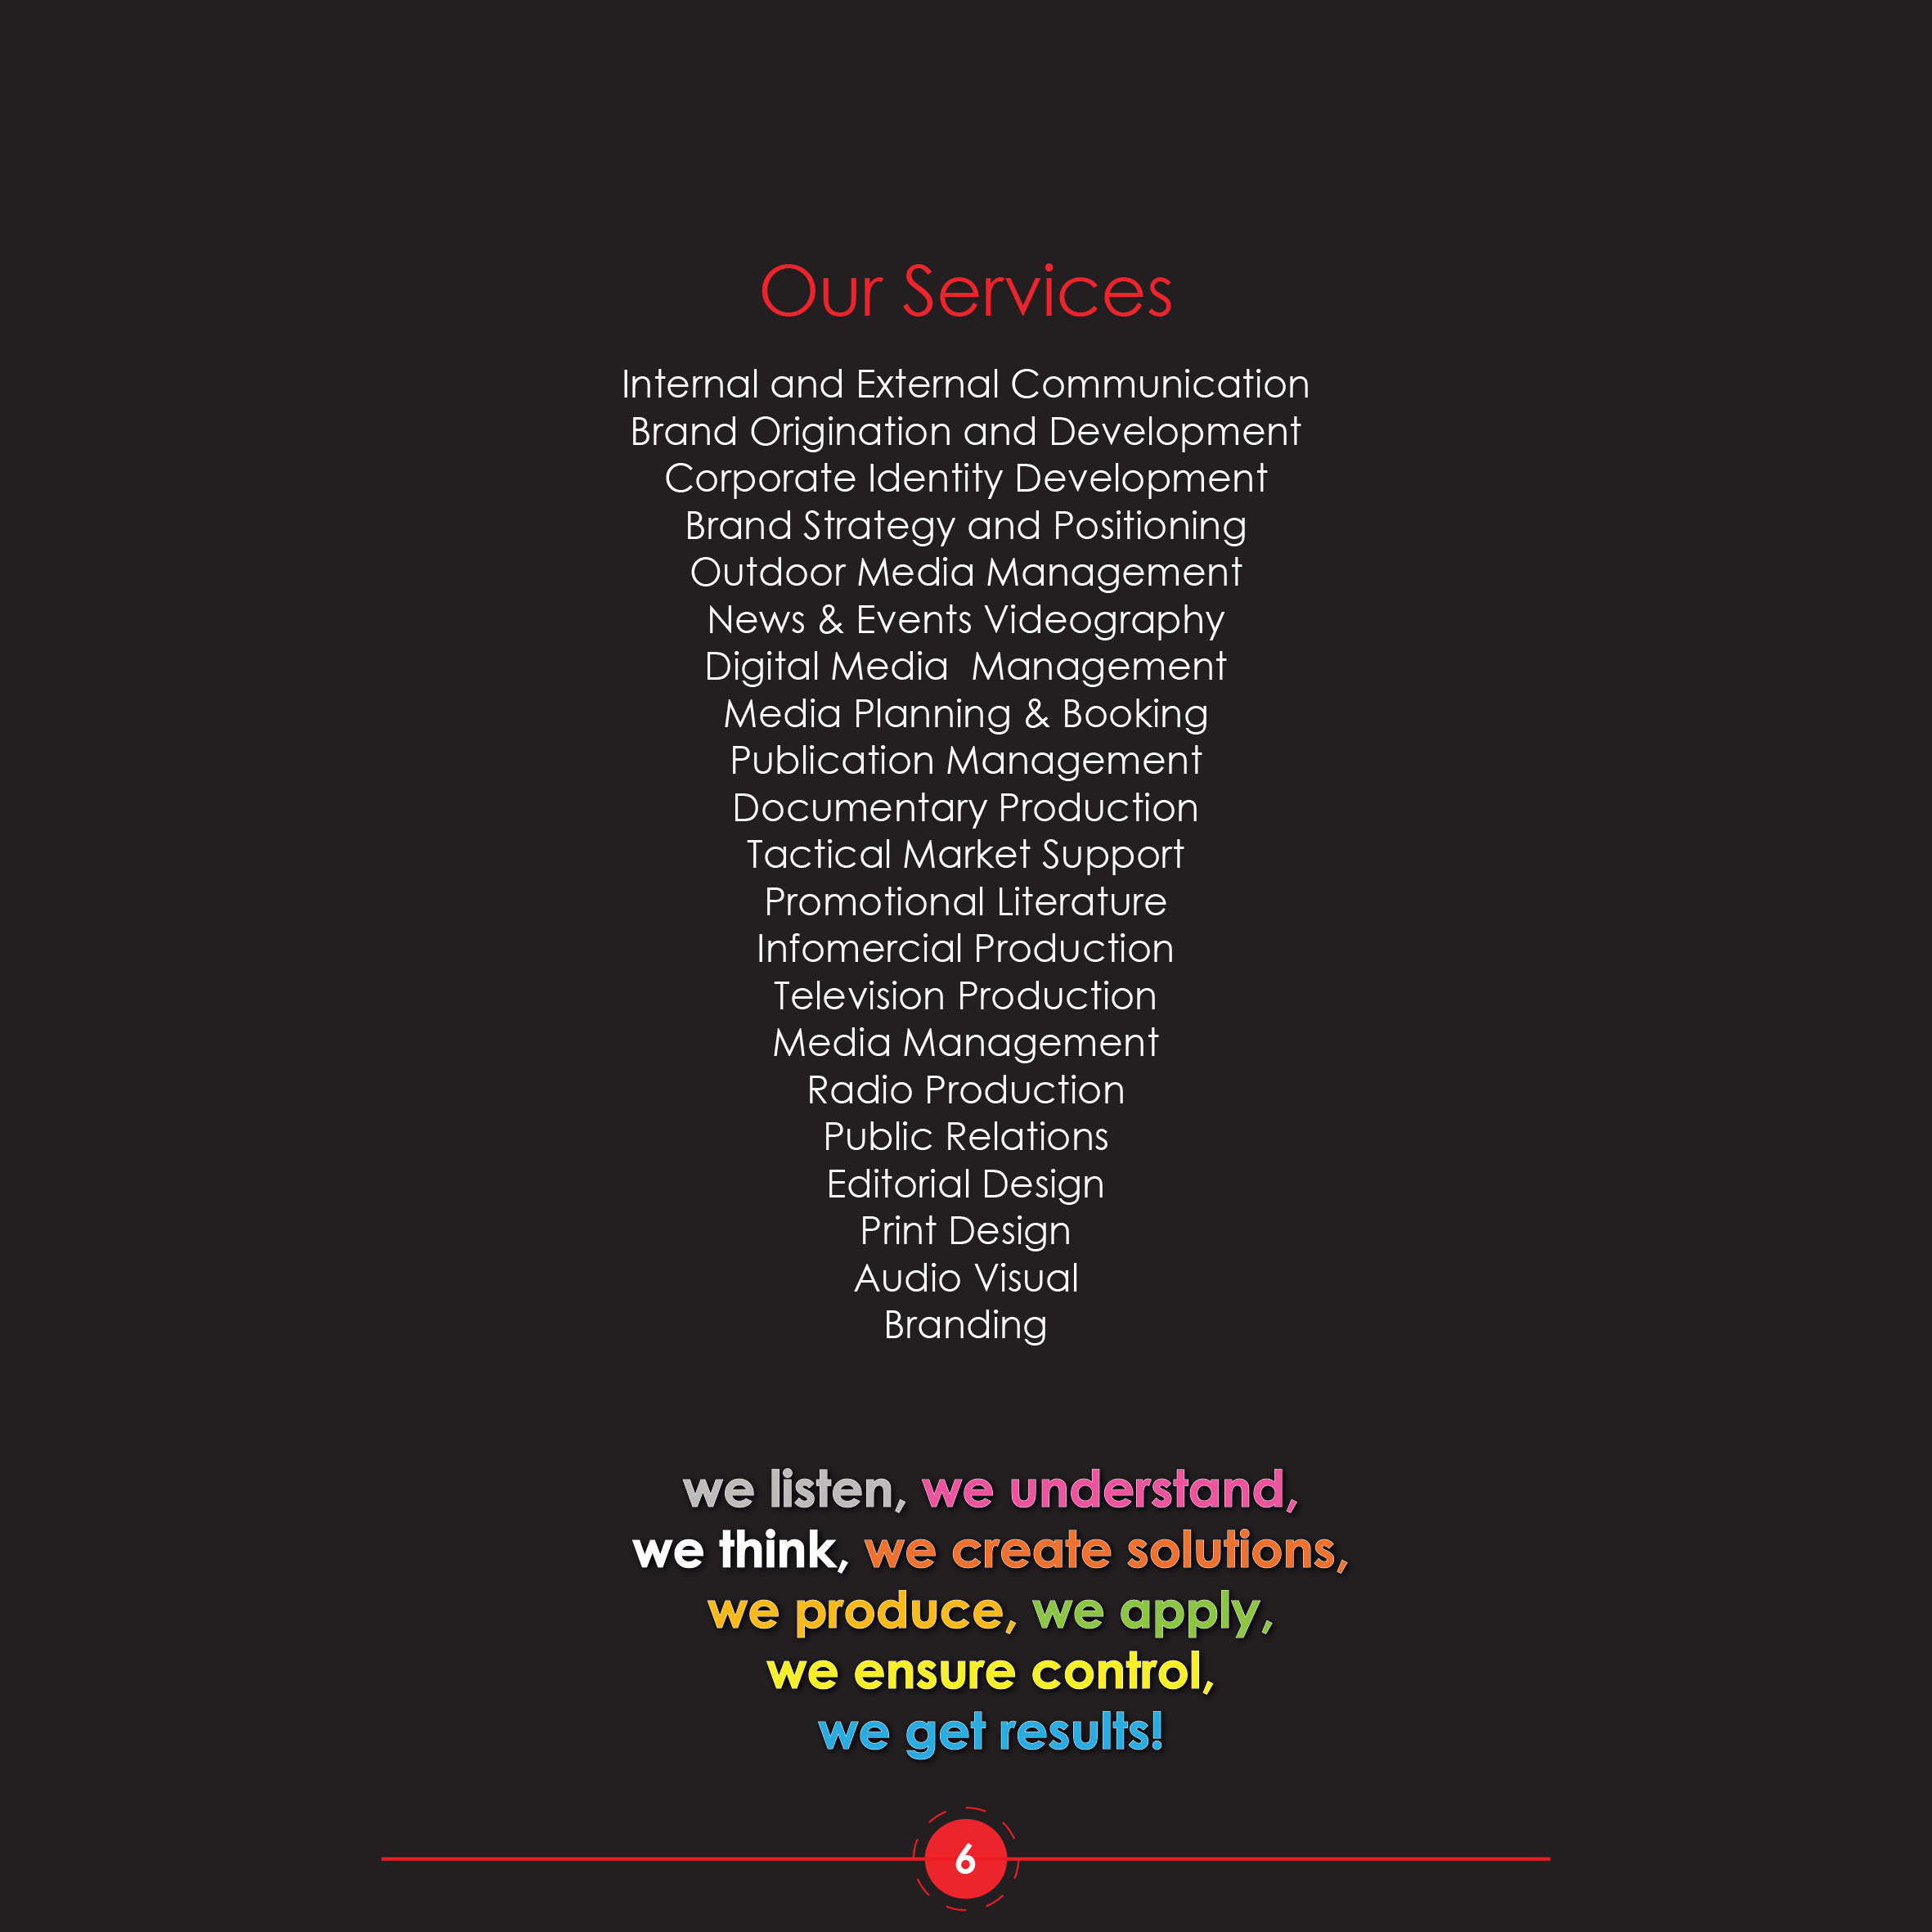 Our Services
Internal and External Communication
Brand Origination and Development
Corporate Identity Development
Brand Strategy and Positioning
Outdoor Media Management
News & Events Videography
Digital Media  Management
Media Planning & Booking
Publication Management
Documentary Production
Tactical Market Support
Promotional Literature
Infomercial Production
Television Production
Media Management
Radio Production
Public Relations
Editorial Design
Print Design
Audio Visual
Branding
we listen, we understand,
we think, we create solutions,
we produce, we apply,
we ensure control,
we get results!
6